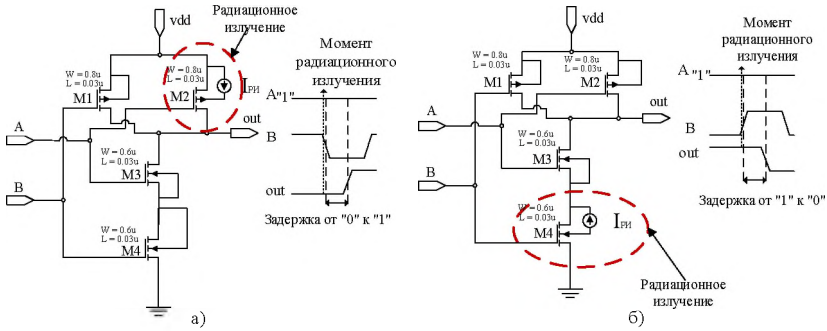 vdd
Радиационное
излучение
W = 0.8u
L = 0.03u
M1
W = 0.8u
L = 0.03u
M2
IРИ
A
B
out
W = 0.6u
L = 0.03u
M3
W = 0.6u
L = 0.03u
M4
а)
Момент
радиационного
излучения
A "1"
B
out
Задержка от "0" к "1"
vdd
W = 0.8u
L = 0.03u
M1
W = 0.8u
L = 0.03u
M2
A
B
out
W = 0.6u
L = 0.03u
M3
W = 0.6u
L = 0.03u
M4
IРИ
Радиационное
излучение
б)
Момент
радиационного
излучения
A "1"
B
out
Задержка от "1" к "0"